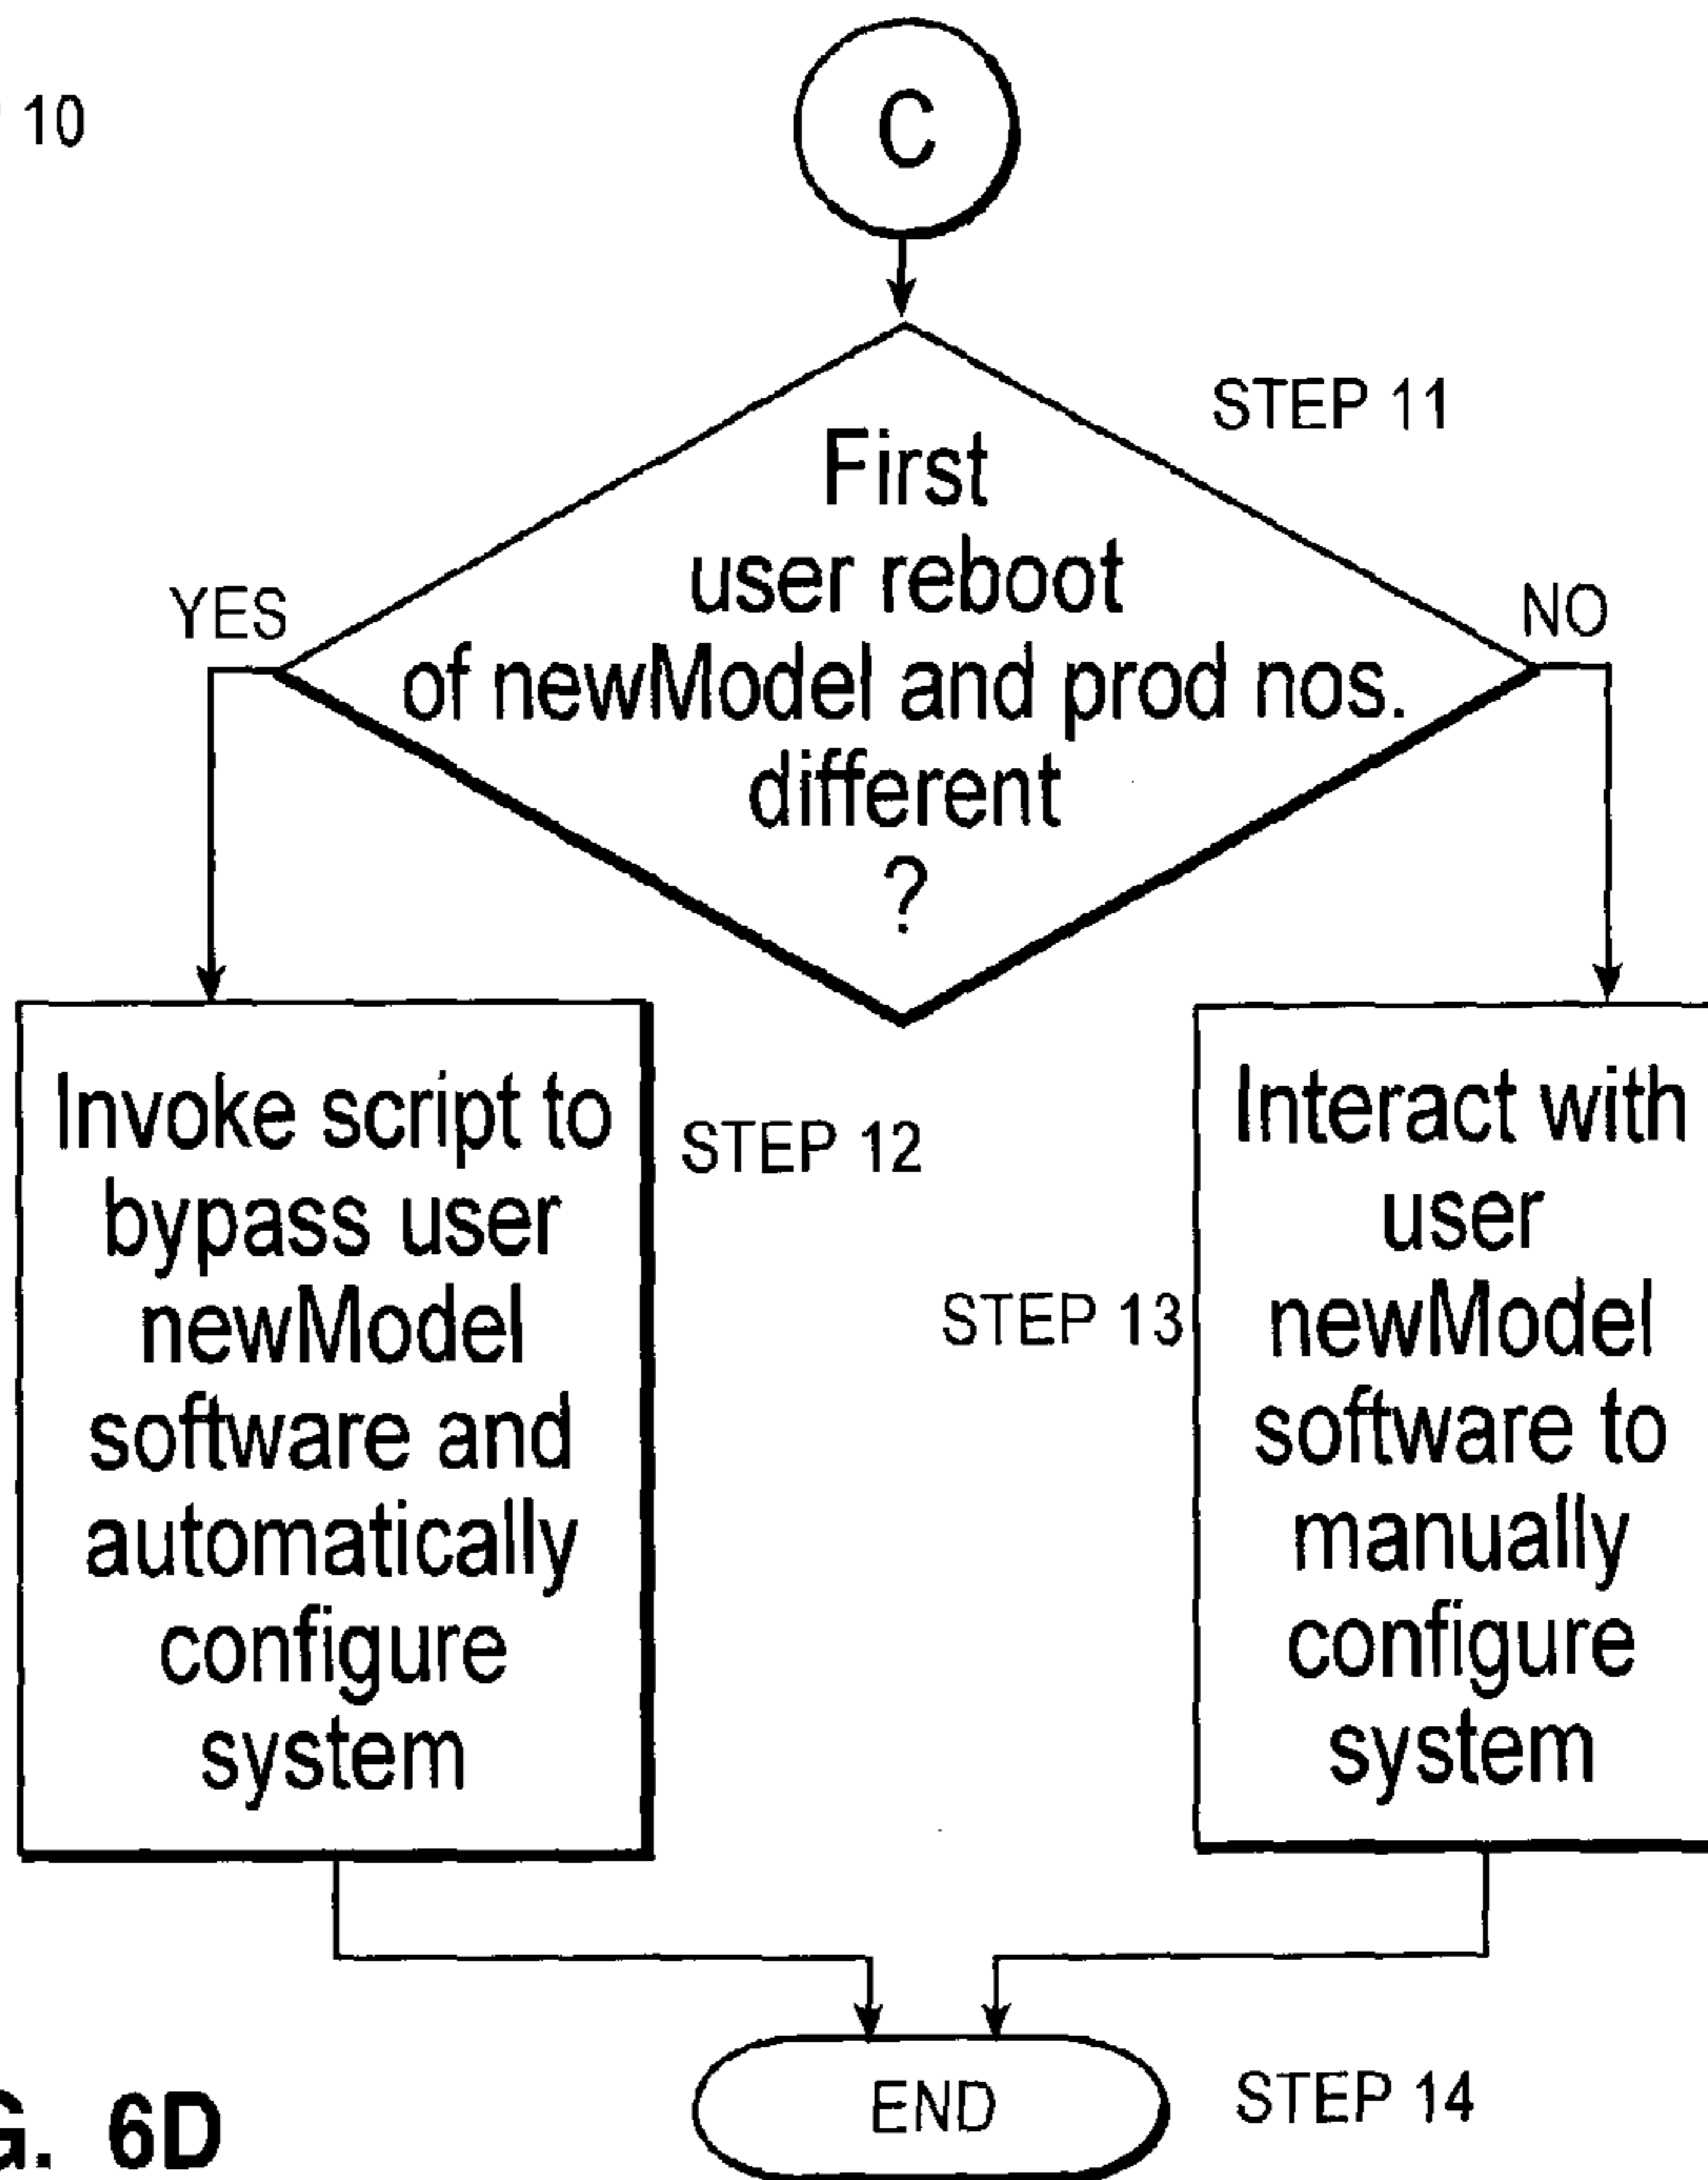 10
C
STEP 11
First
user reboot
of newModel and prod nos.
different
?
YES
NO
Invoke script to
bypass user
newModel
software and
automatically
configure
system
STEP 12
STEP 13
Interact with
user
newModel
software to
manually
configure
system
END
STEP 14
G. 6D